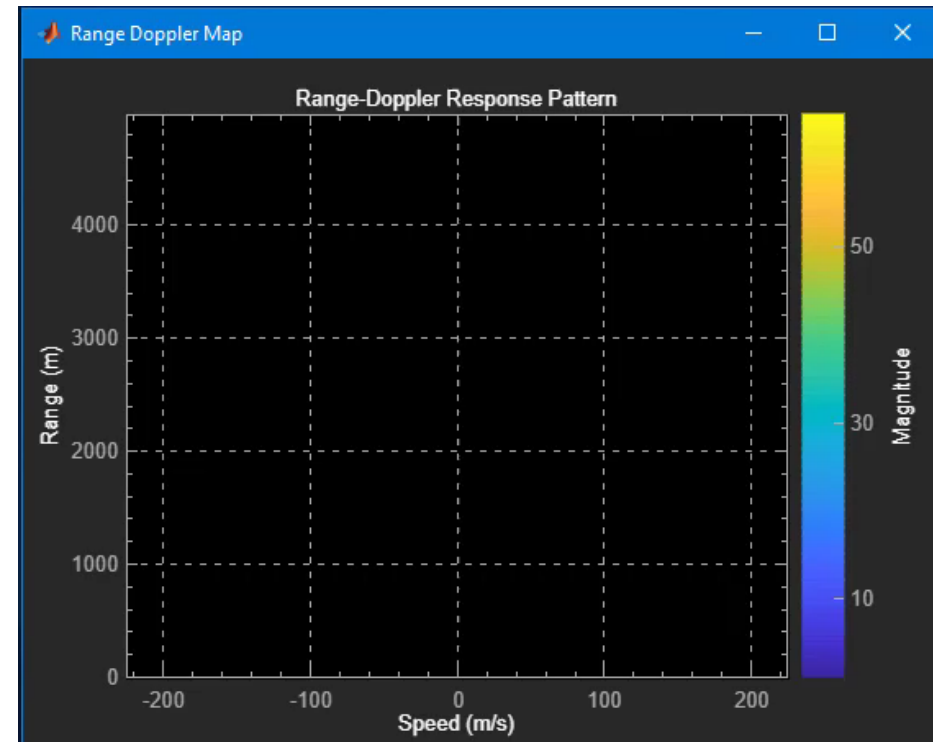 Range Doppler Map
Range-Doppler Response Pattern
4000
3000
2000
1000
0
Range (m)
-200
-100
0
100
200
Speed (m/s)
50
30
10
Magnitude